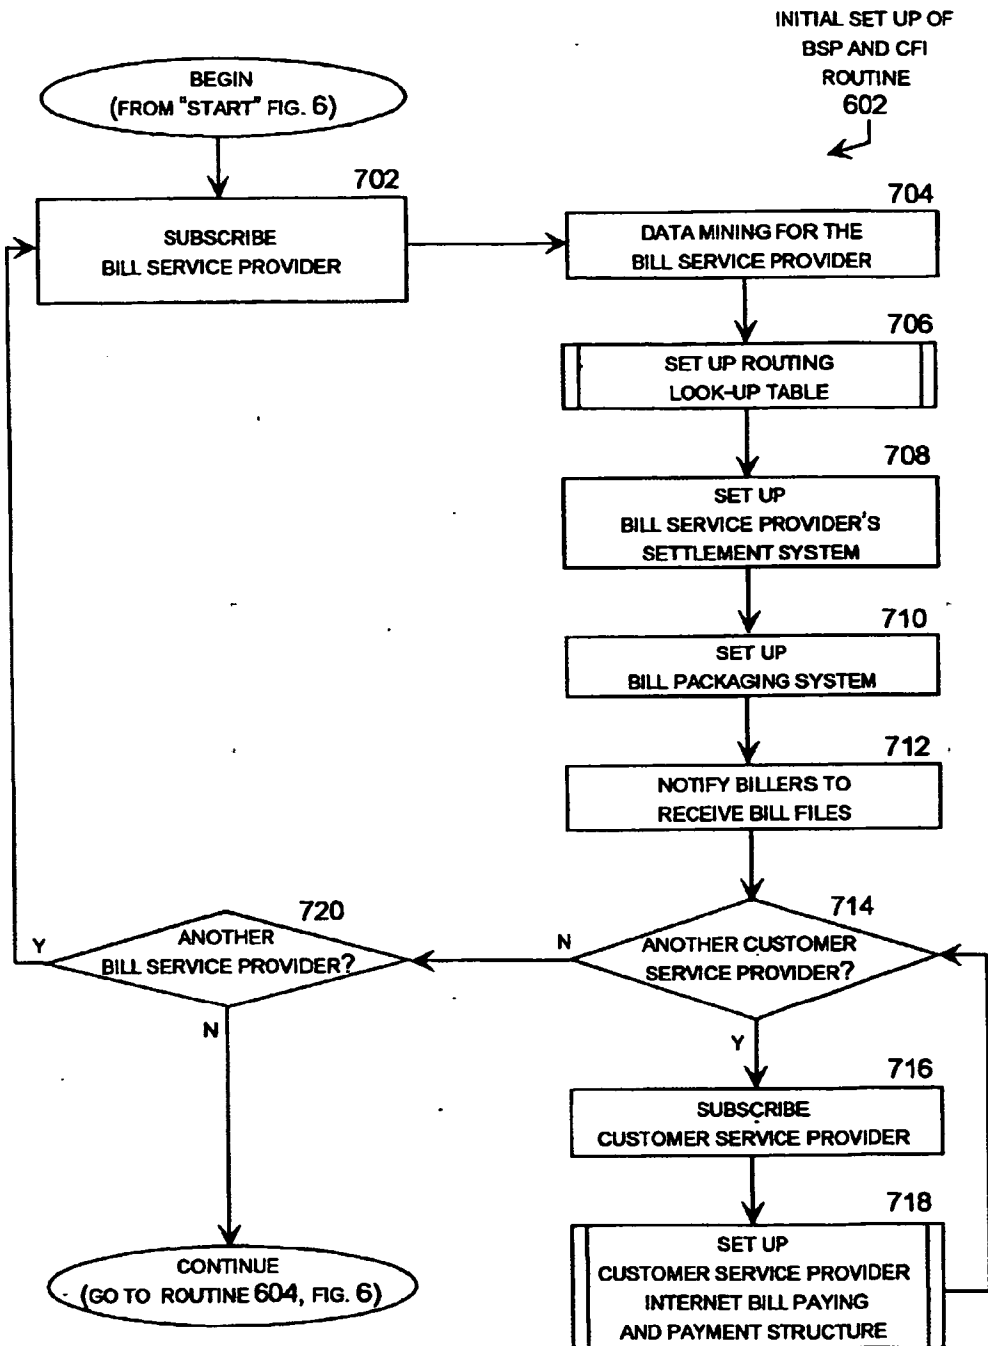 INITIAL SET UP OF
BSP AND CFI
ROUTINE
602
BEGIN
(FROM "START" FIG. 6)
702
SUBSCRIBE
BILL SERVICE PROVIDER
704
DATA MINING FOR THE
BILL SERVICE PROVIDER
706
SET UP ROUTING
LOOK-UP TABLE
708
SET UP
BILL SERVICE PROVIDER'S
SETTLEMENT SYSTEM
710
SET UP
BILL PACKAGING SYSTEM
712
NOTIFY BILLERS TO
RECEIVE BILL FILES
714
ANOTHER CUSTOMER
SERVICE PROVIDER?
N
Y
720
ANOTHER
BILL SERVICE PROVIDER?
Y
N
716
SUBSCRIBE
CUSTOMER SERVICE PROVIDER
718
SET UP
CUSTOMER SERVICE PROVIDER
INTERNET BILL PAYING
AND PAYMENT STRUCTURE
CONTINUE
(GO TO ROUTINE 604, FIG. 6)